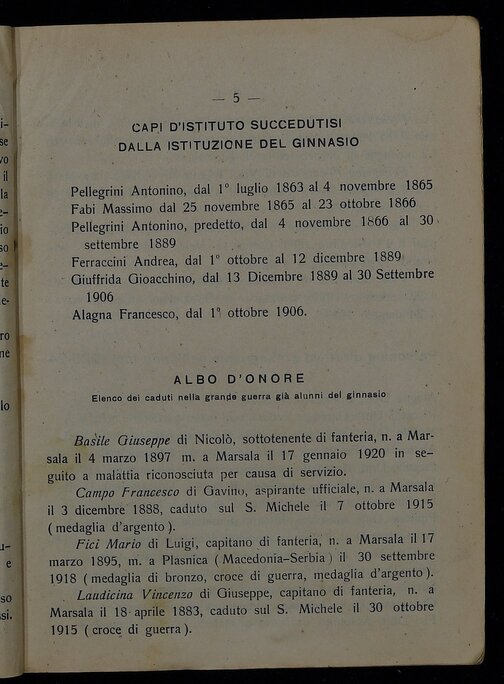 — 5 —
CAPI D'ISTITUTO SUCCEDUTISI
DALLA ISTITUZIONE DEL GINNASIO
Pellegrini Antonino, dal 1° luglio 1863 al 4 novembre 1865
Fabi Massimo dal 25 novembre 1865 al 23 ottobre 1866
Pellegrini Antonino, predetto, dal 4 novembre 1866 al 30
settembre 1889
Ferraccini Andrea, dal 1° ottobre al 12 dicembre 1889
Giuffrida Gioacchino, dal 13 Dicembre 1889 al 30 Settembre
1906
Alagna Francesco, dal 1° ottobre 1906.
ALBO D'ONORE
Elenco dei caduti nella grande guerra già alunni del ginnasio
Basile Giuseppe di Nicolò, sottotenente di fanteria, n. a Mar-
sala il 4 marzo 1897 m. a Marsala il 17 gennaio 1920 in se-
guito a malattia riconosciuta per causa di servizio.
Campo Francesco di Gavino, aspirante ufficiale, n. a Marsala
il 3 dicembre 1888, caduto sul S. Michele il 7 ottobre 1915
( medaglia d'argento ).
Fici Mario di Luigi, capitano di fanteria, n. a Marsala il 17
marzo 1895, m. a Plasnica ( Macedonia-Serbia ) il 30 settembre
1918 ( medaglia di bronzo, croce di guerra, medaglia d'argento ).
Laudicina Vincenzo di Giuseppe, capitano di fanteria, n. a
Marsala il 18 aprile 1883, caduto sul S. Michele il 30 ottobre
1915 ( croce di guerra ).